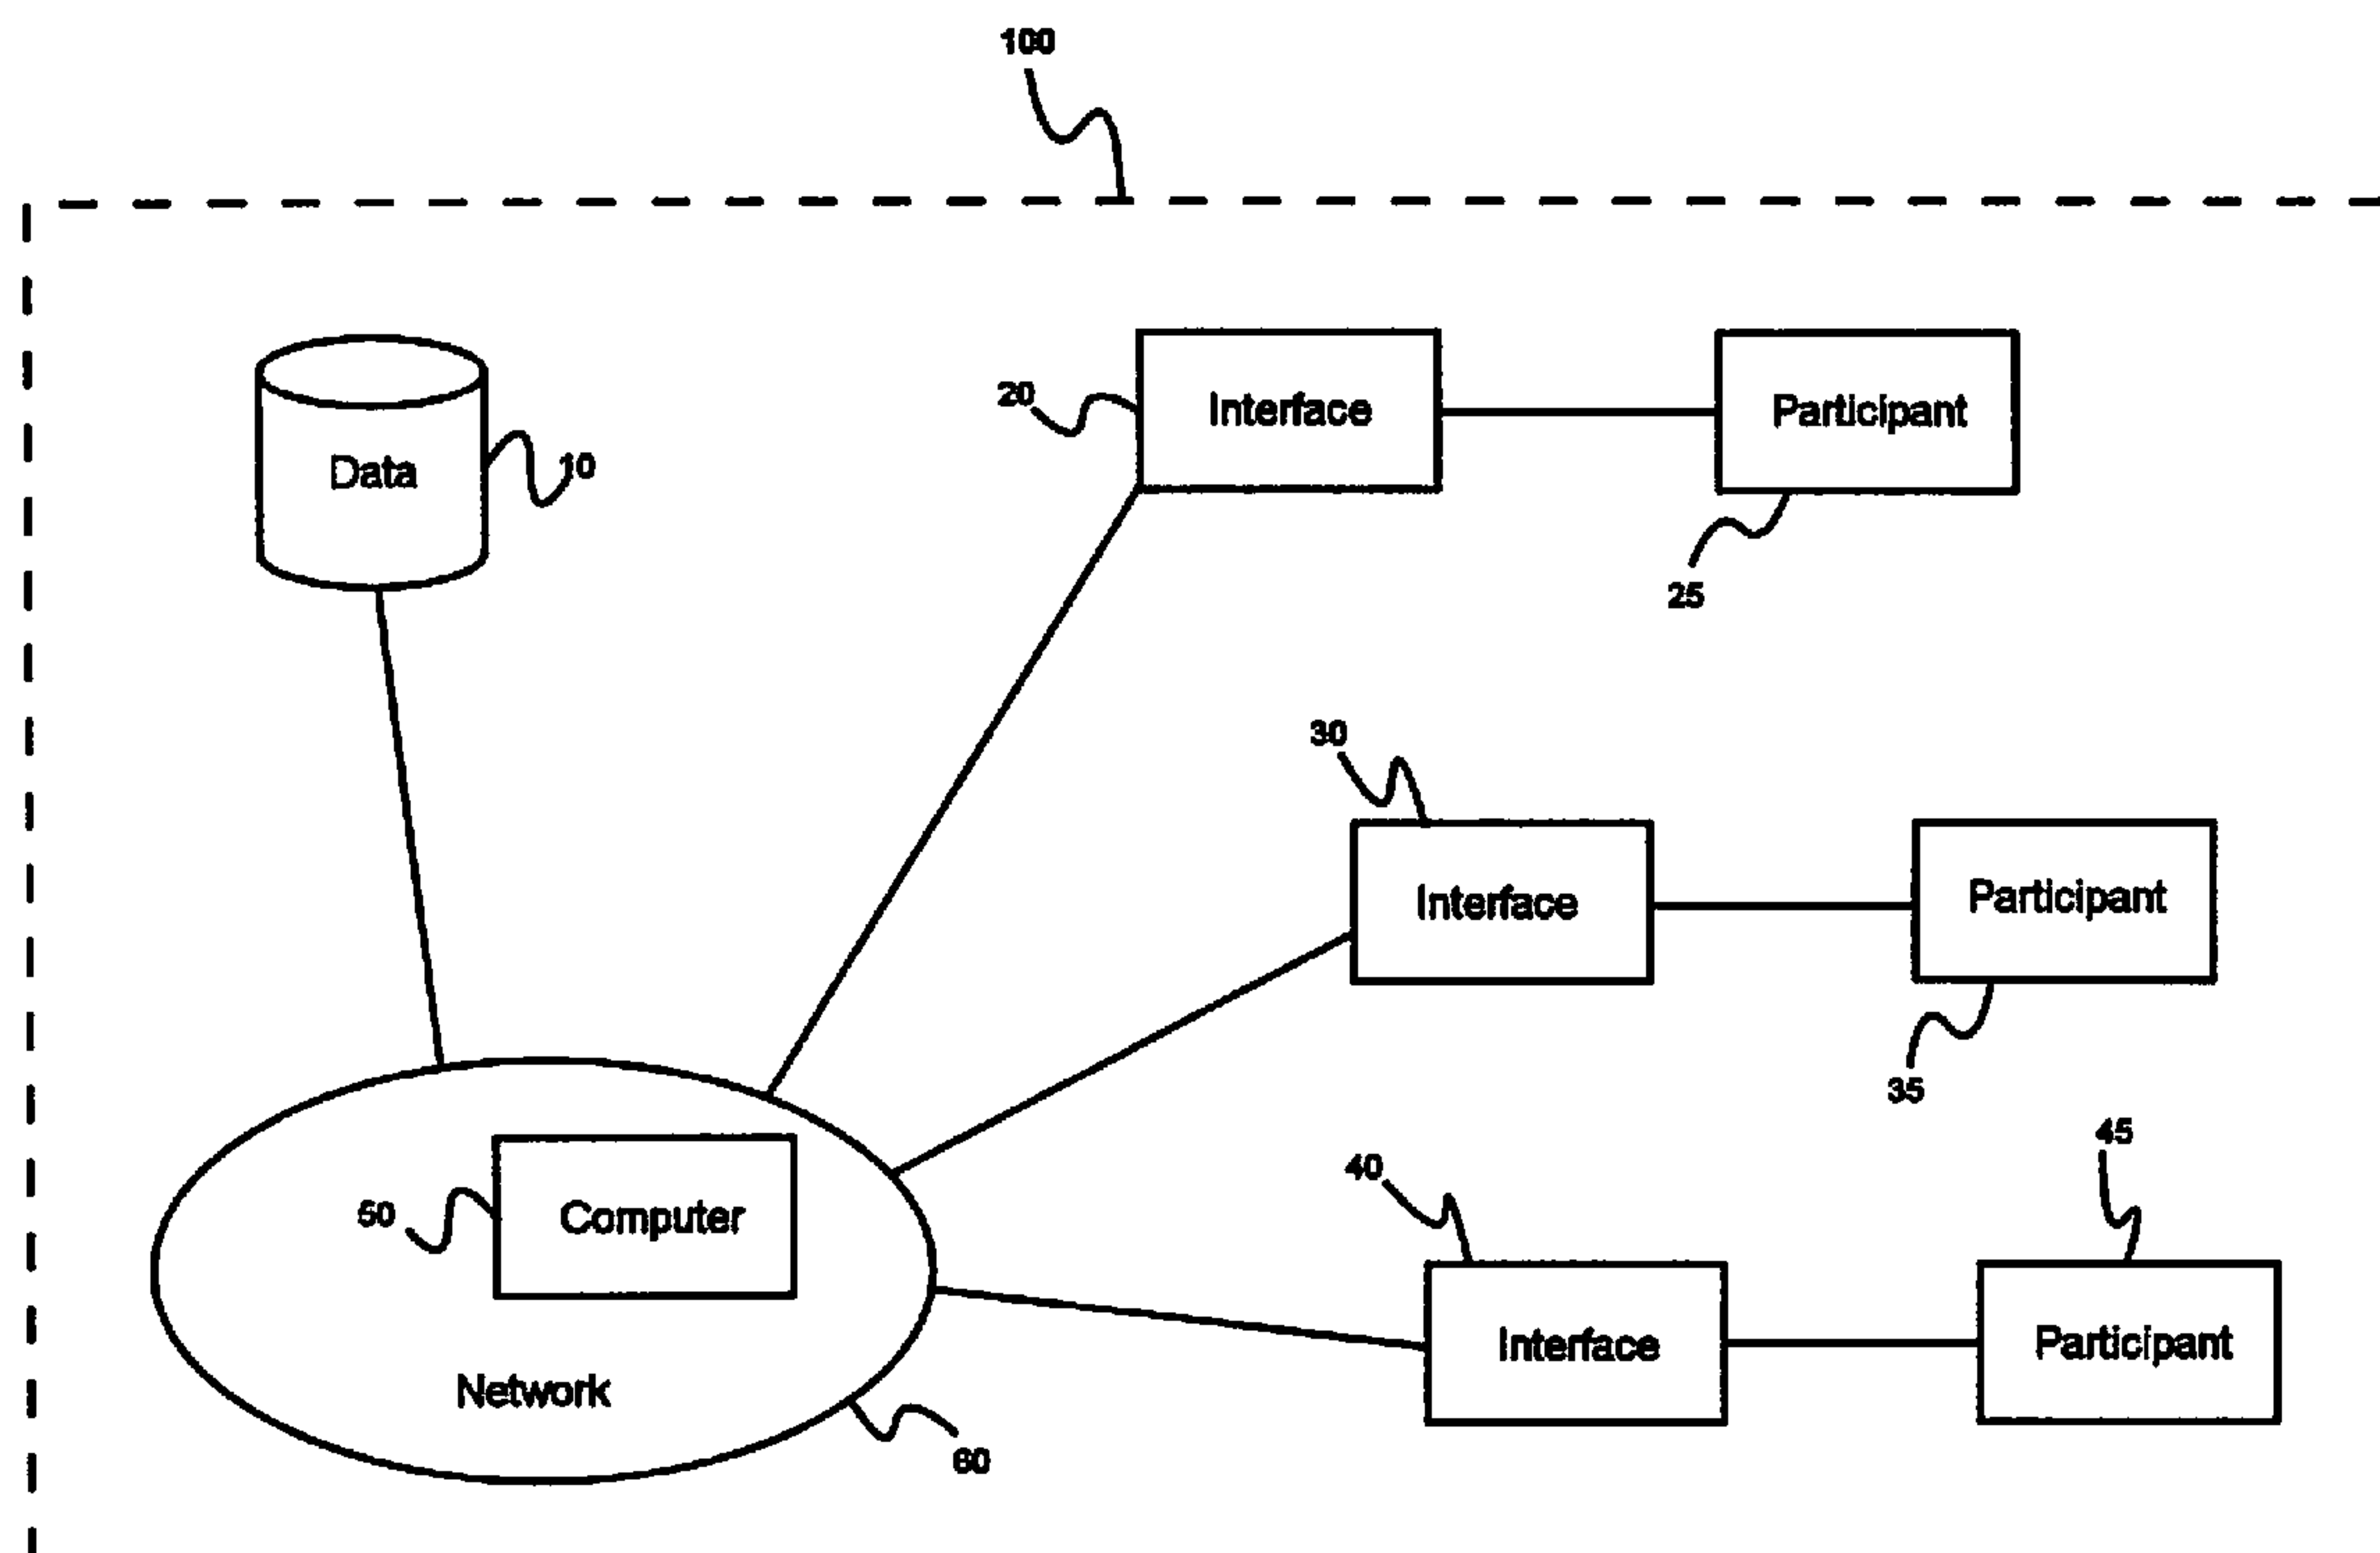 100
Data
10
20
Interface
Participant
25
30
Interface
Participant
35
45
40
50
Computer
Network
60
Interface
Participant